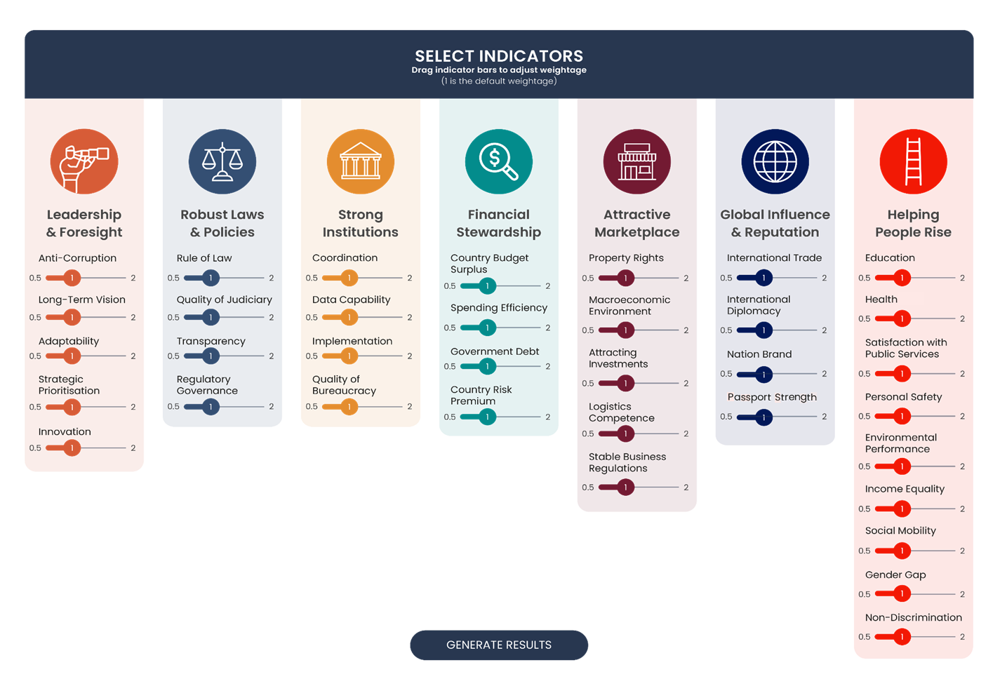 SELECT INDICATORS
Drag indicator bars to adjust weightage
(1 is the default weightage)
Leadership
& Foresight
Anti-Corruption
0.5 1 2
Long-Term Vision
0.5 1 2
Adaptability
0.5 1 2
Strategic
Prioritisation
0.5 1 2
Innovation
0.5 1 2
Robust Laws
& Policies
Rule of Law
0.5 1 2
Quality of Judiciary
0.5 1 2
Transparency
0.5 1 2
Regulatory
Governance
0.5 1 2
Strong
Institutions
Coordination
0.5 1 2
Data Capability
0.5 1 2
Implementation
0.5 1 2
Quality of
Bureaucracy
0.5 1 2
$
Financial
Stewardship
Country Budget
Surplus
0.5 1 2
Spending Efficiency
0.5 1 2
Government Debt
0.5 1 2
Country Risk
Premium
0.5 1 2
Attractive
Marketplace
Property Rights
0.5 1 2
Macroeconomic
Environment
0.5 1 2
Attracting
Investments
0.5 1 2
Logistics
Competence
0.5 1 2
Stable Business
Regulations
0.5 1 2
Global Influence
& Reputation
International Trade
0.5 1 2
International
Diplomacy
0.5 1 2
Nation Brand
0.5 1 2
Passport Strength
0.5 1 2
Helping
People Rise
Education
0.5 1 2
Health
0.5 1 2
Satisfaction with
Public Services
0.5 1 2
Personal Safety
0.5 1 2
Environmental
Performance
0.5 1 2
Income Equality
0.5 1 2
Social Mobility
0.5 1 2
Gender Gap
0.5 1 2
Non-Discrimination
0.5 1 2
GENERATE RESULTS